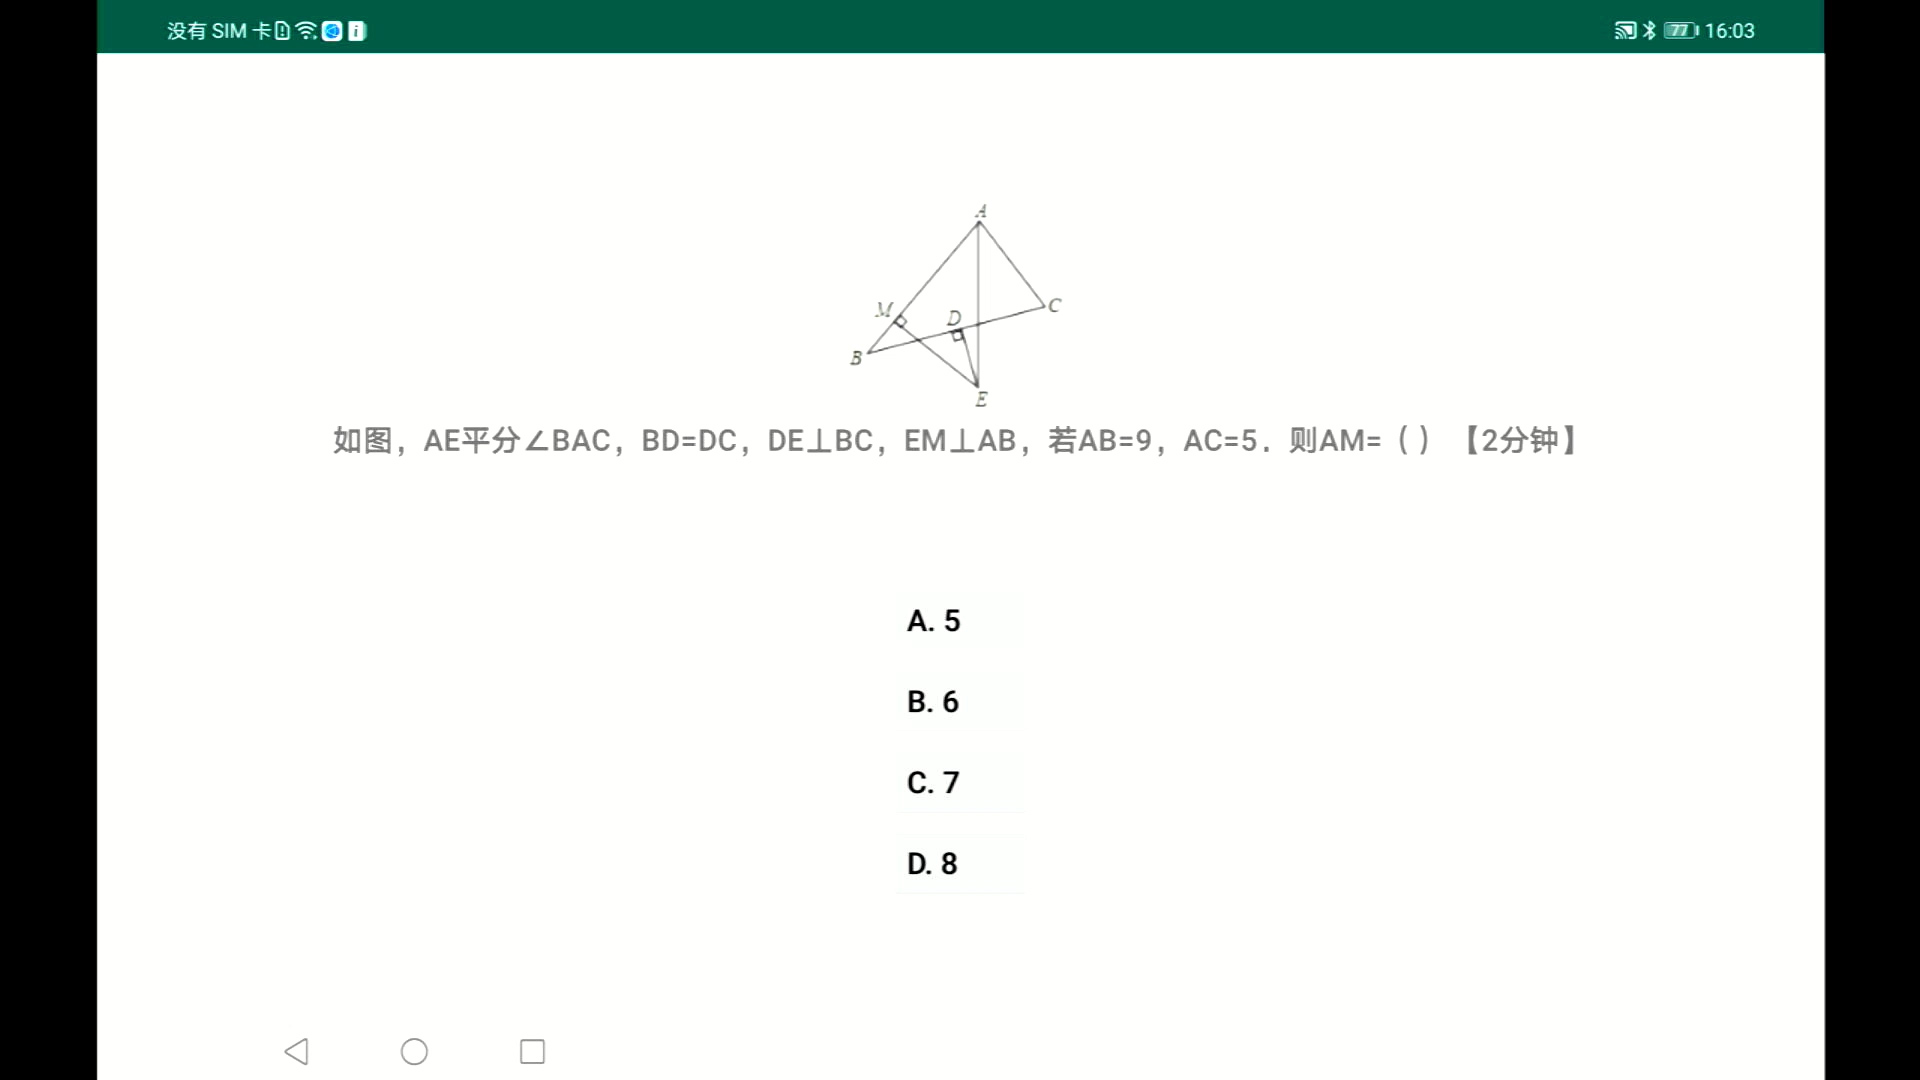 没有 SIM 卡
77 16:03
A
M
D
C
B
E
如图，AE平分∠BAC，BD=DC，DE⊥BC，EM⊥AB，若AB=9，AC=5．则AM=（ ）【2分钟】
A. 5
B. 6
C. 7
D. 8